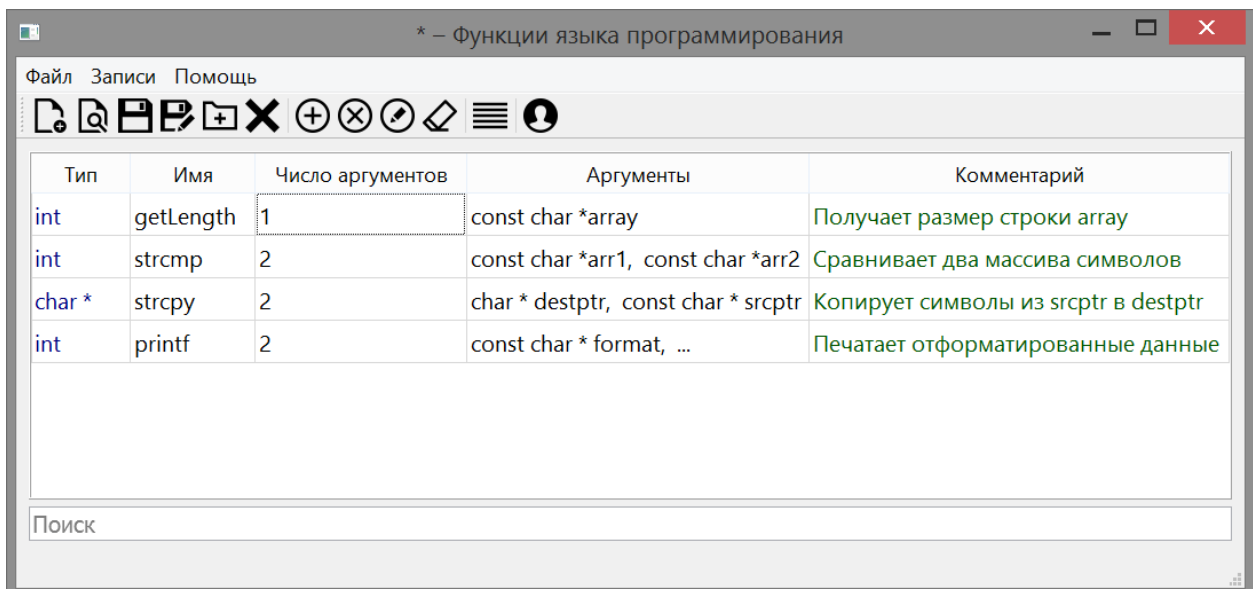 * – Функции языка программирования
Файл Записи Помощь
Тип Имя Число аргументов Аргументы Комментарий
int getLength 1 const char *array Получает размер строки array
int strcmp 2 const char *arr1, const char *arr2 Сравнивает два массива символов
char * strcpy 2 char * destptr, const char * srcptr Копирует символы из srcptr в destptr
int printf 2 const char * format, ... Печатает отформатированные данные
Поиск